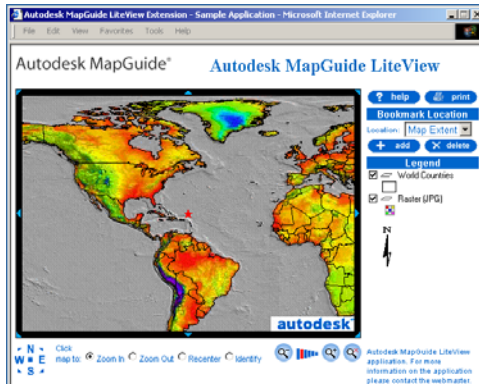 Autodesk MapGuide LiteView Extension - Sample Application - Microsoft Internet Explorer
File Edit View Favorites Tools Help
Autodesk MapGuide®
Autodesk MapGuide LiteView
? help print
Bookmark Location
Location: Map Extent
+ add X delete
Legend
World Countries
Raster (JPG)
N
autodesk
N
W E
S
Click
map to: Zoom In Zoom Out Recenter Identify
Autodesk MapGuide LiteView
application. For more
information on the application
please contact the webmaster.